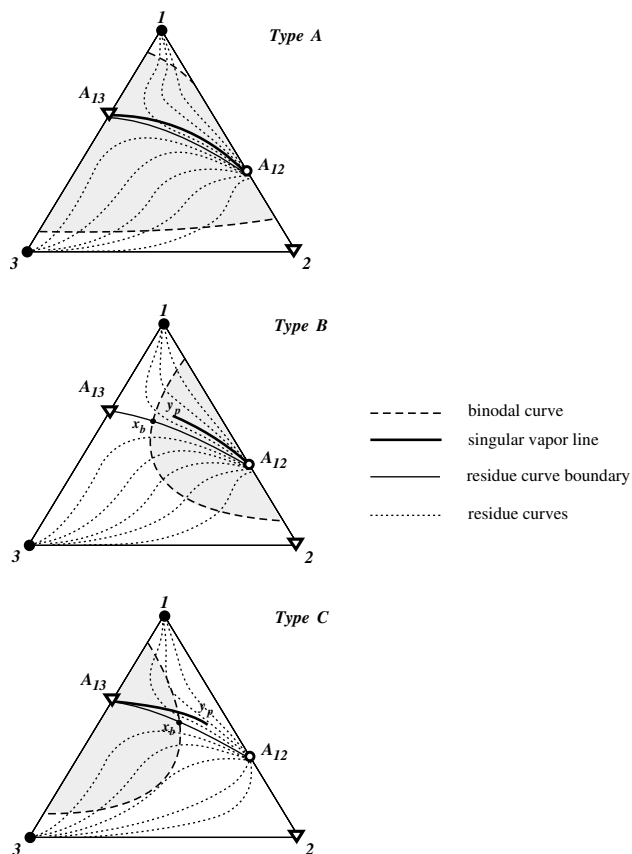 1
Type A
A13
A12
3
2
1
Type B
A13
yp
xb
A12
3
2
binodal curve
singular vapor line
residue curve boundary
residue curves
1
Type C
A13
yp
xb
A12
3
2